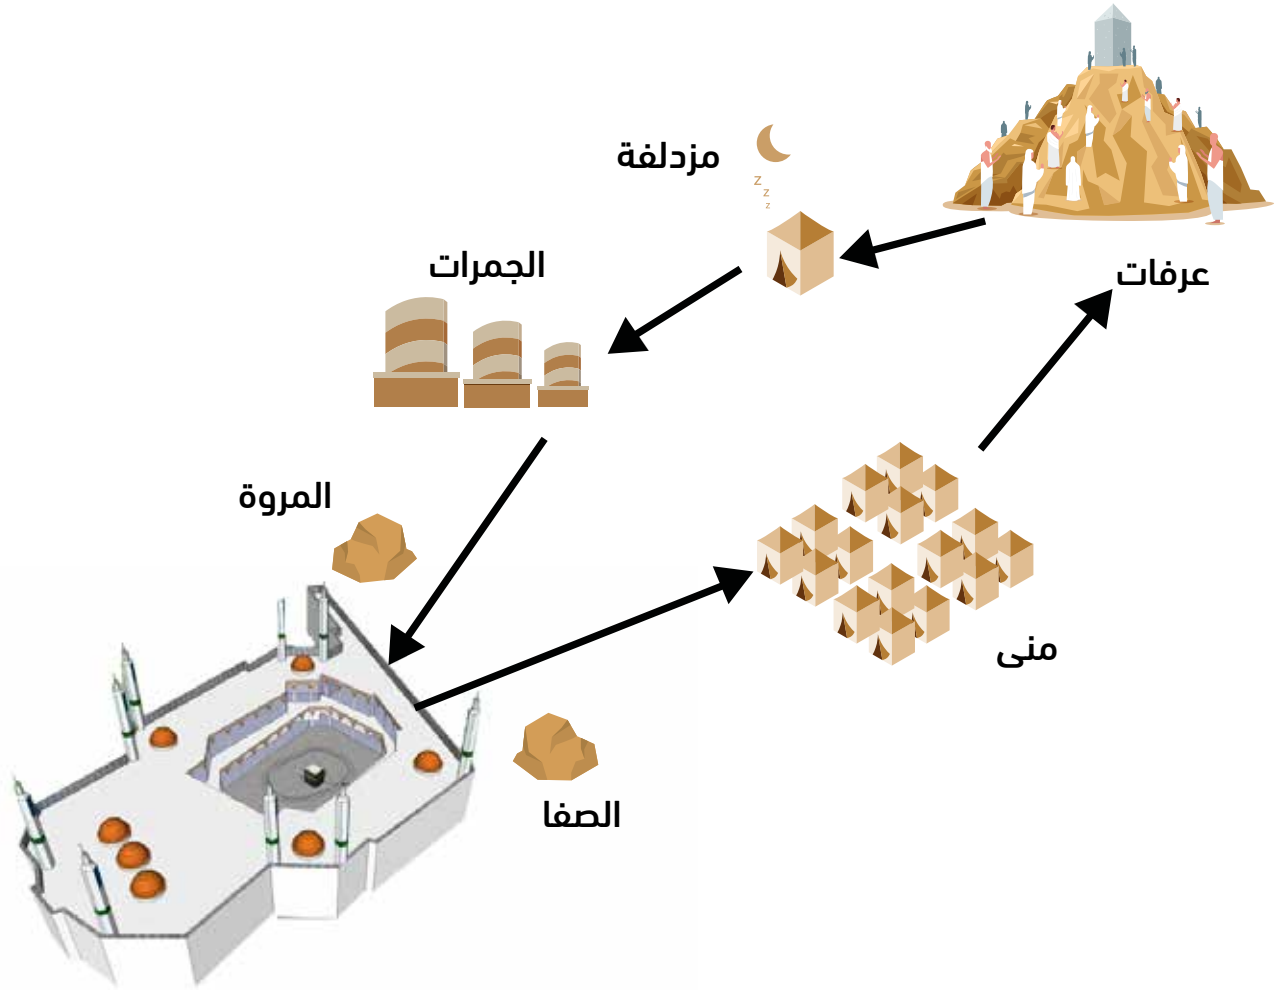 مزدلفة
z
z
z
الجمرات
عرفات
المروة
منى
الصفا